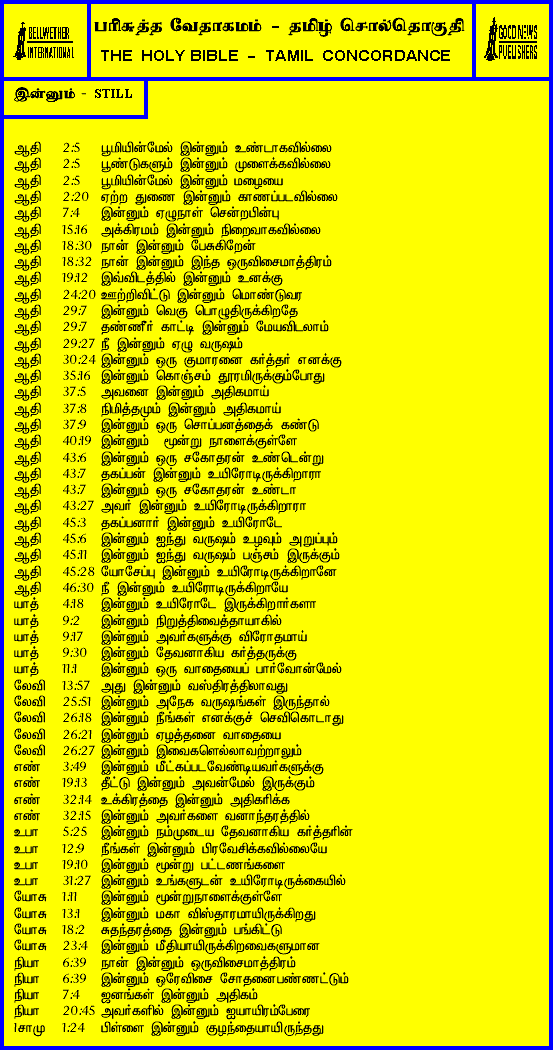 BELLWETHER
INTERNATIONAL
பரிசுத்த வேதாகமம் - தமிழ் சொல்தொகுதி
THE HOLY BIBLE - TAMIL CONCORDANCE
GOOD NEWS
PUBLISHERS
இன்னும் - STILL
ஆதி 2:5 பூமியின்மேல் இன்னும் உண்டாகவில்லை
ஆதி 2:5 பூண்டுகளும் இன்னும் முளைக்கவில்லை
ஆதி 2:5 பூமியின்மேல் இன்னும் மழையை
ஆதி 2:20 ஏற்ற துணை இன்னும் காணப்படவில்லை
ஆதி 7:4 இன்னும் ஏழுநாள் சென்றபின்பு
ஆதி 15:16 அக்கிரமம் இன்னும் நிறைவாகவில்லை
ஆதி 18:30 நான் இன்னும் பேசுகிறேன்
ஆதி 18:32 நான் இன்னும் இந்த ஒருவிசைமாத்திரம்
ஆதி 19:12 இவ்விடத்தில் இன்னும் உனக்கு
ஆதி 24:20 ஊற்றிவிட்டு இன்னும் மொண்டுவர
ஆதி 29:7 இன்னும் வெகு பொழுதிருக்கிறதே
ஆதி 29:7 தண்ணீர் காட்டி இன்னும் மேயவிடலாம்
ஆதி 29:27 நீ இன்னும் ஏழு வருஷம்
ஆதி 30:24 இன்னும் ஒரு குமாரனை கர்த்தர் எனக்கு
ஆதி 35:16 இன்னும் கொஞ்சம் தூரமிருக்கும்போது
ஆதி 37:5 அவனை இன்னும் அதிகமாய்
ஆதி 37:8 நிமித்தமும் இன்னும் அதிகமாய்
ஆதி 37:9 இன்னும் ஒரு சொப்பனத்தைக் கண்டு
ஆதி 40:19 இன்னும் மூன்று நாளைக்குள்ளே
ஆதி 43:6 இன்னும் ஒரு சகோதரன் உண்டென்று
ஆதி 43:7 தகப்பன் இன்னும் உயிரோடிருக்கிறாரா
ஆதி 43:7 இன்னும் ஒரு சகோதரன் உண்டா
ஆதி 43:27 அவர் இன்னும் உயிரோடிருக்கிறாரா
ஆதி 45:3 தகப்பனார் இன்னும் உயிரோடே
ஆதி 45:6 இன்னும் ஐந்து வருஷம் உழவும் அறுப்பும்
ஆதி 45:11 இன்னும் ஐந்து வருஷம் பஞ்சம் இருக்கும்
ஆதி 45:28 யோசேப்பு இன்னும் உயிரோடிருக்கிறானே
ஆதி 46:30 நீ இன்னும் உயிரோடிருக்கிறாயே
யாத் 4:18 இன்னும் உயிரோடே இருக்கிறார்களா
யாத் 9:2 இன்னும் நிறுத்திவைத்தாயாகில்
யாத் 9:17 இன்னும் அவர்களுக்கு விரோதமாய்
யாத் 9:30 இன்னும் தேவனாகிய கர்த்தருக்கு
யாத் 11:1 இன்னும் ஒரு வாதையைப் பார்வோன்மேல்
லேவி 13:57 அது இன்னும் வஸ்திரத்திலாவது
லேவி 25:51 இன்னும் அநேக வருஷங்கள் இருந்தால்
லேவி 26:18 இன்னும் நீங்கள் எனக்குச் செவிகொடாது
லேவி 26:21 இன்னும் ஏழத்தனை வாதையை
லேவி 26:27 இன்னும் இவைகளெல்லாவற்றாலும்
எண் 3:49 இன்னும் மீட்கப்படவேண்டியவர்களுக்கு
எண் 19:13 தீட்டு இன்னும் அவன்மேல் இருக்கும்
எண் 32:14 உக்கிரத்தை இன்னும் அதிகரிக்க
எண் 32:15 இன்னும் அவர்களை வனாந்தரத்தில்
உபா 5:25 இன்னும் நம்முடைய தேவனாகிய கர்த்தரின்
உபா 12:9 நீங்கள் இன்னும் பிரவேசிக்கவில்லையே
உபா 19:10 இன்னும் மூன்று பட்டணங்களை
உபா 31:27 இன்னும் உங்களுடன் உயிரோடிருக்கையில்
யோசு 1:11 இன்னும் மூன்றுநாளைக்குள்ளே
யோசு 13:1 இன்னும் மகா விஸ்தாரமாயிருக்கிறது
யோசு 18:2 சுதந்தரத்தை இன்னும் பங்கிட்டு
யோசு 23:4 இன்னும் மீதியாயிருக்கிறவைகளுமான
நியா 6:39 நான் இன்னும் ஒருவிசைமாத்திரம்
நியா 6:39 இன்னும் ஒரேவிசை சோதனைபண்ணட்டும்
நியா 7:4 ஜனங்கள் இன்னும் அதிகம்
நியா 20:45 அவர்களில் இன்னும் ஐயாயிரம்பேரை
1சாமு 1:24 பிள்ளை இன்னும் குழந்தையாயிருந்தது